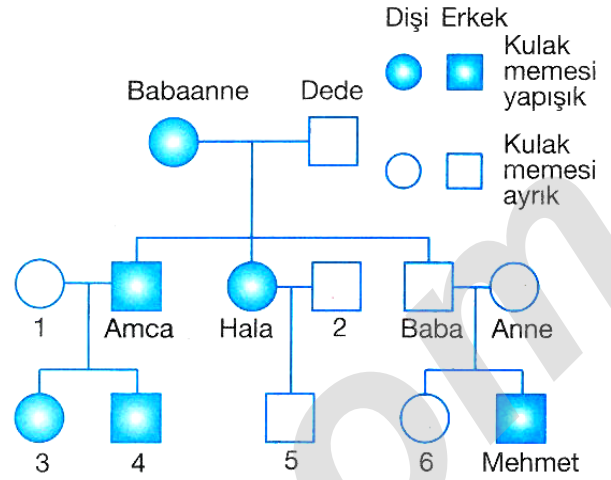 Dişi Erkek
Kulak
memesi
yapışık
Babaanne Dede
Kulak
memesi
ayrık
1 Amca Hala 2 Baba Anne
3 4 5 6 Mehmet
om